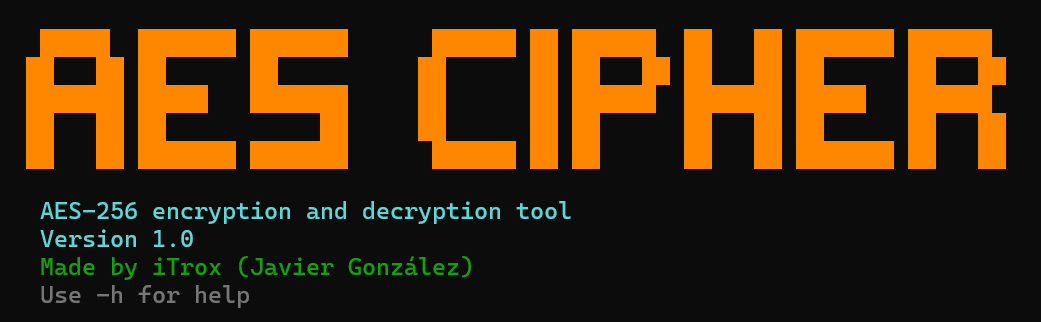 AES CIPHER
AES-256 encryption and decryption tool
Version 1.0
Made by iTrox (Javier González)
Use -h for help